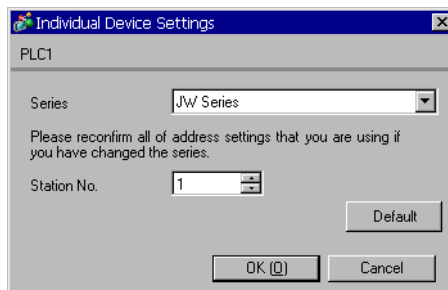 Individual Device Settings
PLC1
Series JW Series
Please reconfirm all of address settings that you are using if
you have changed the series.
Station No. 1
Default
OK (O) Cancel